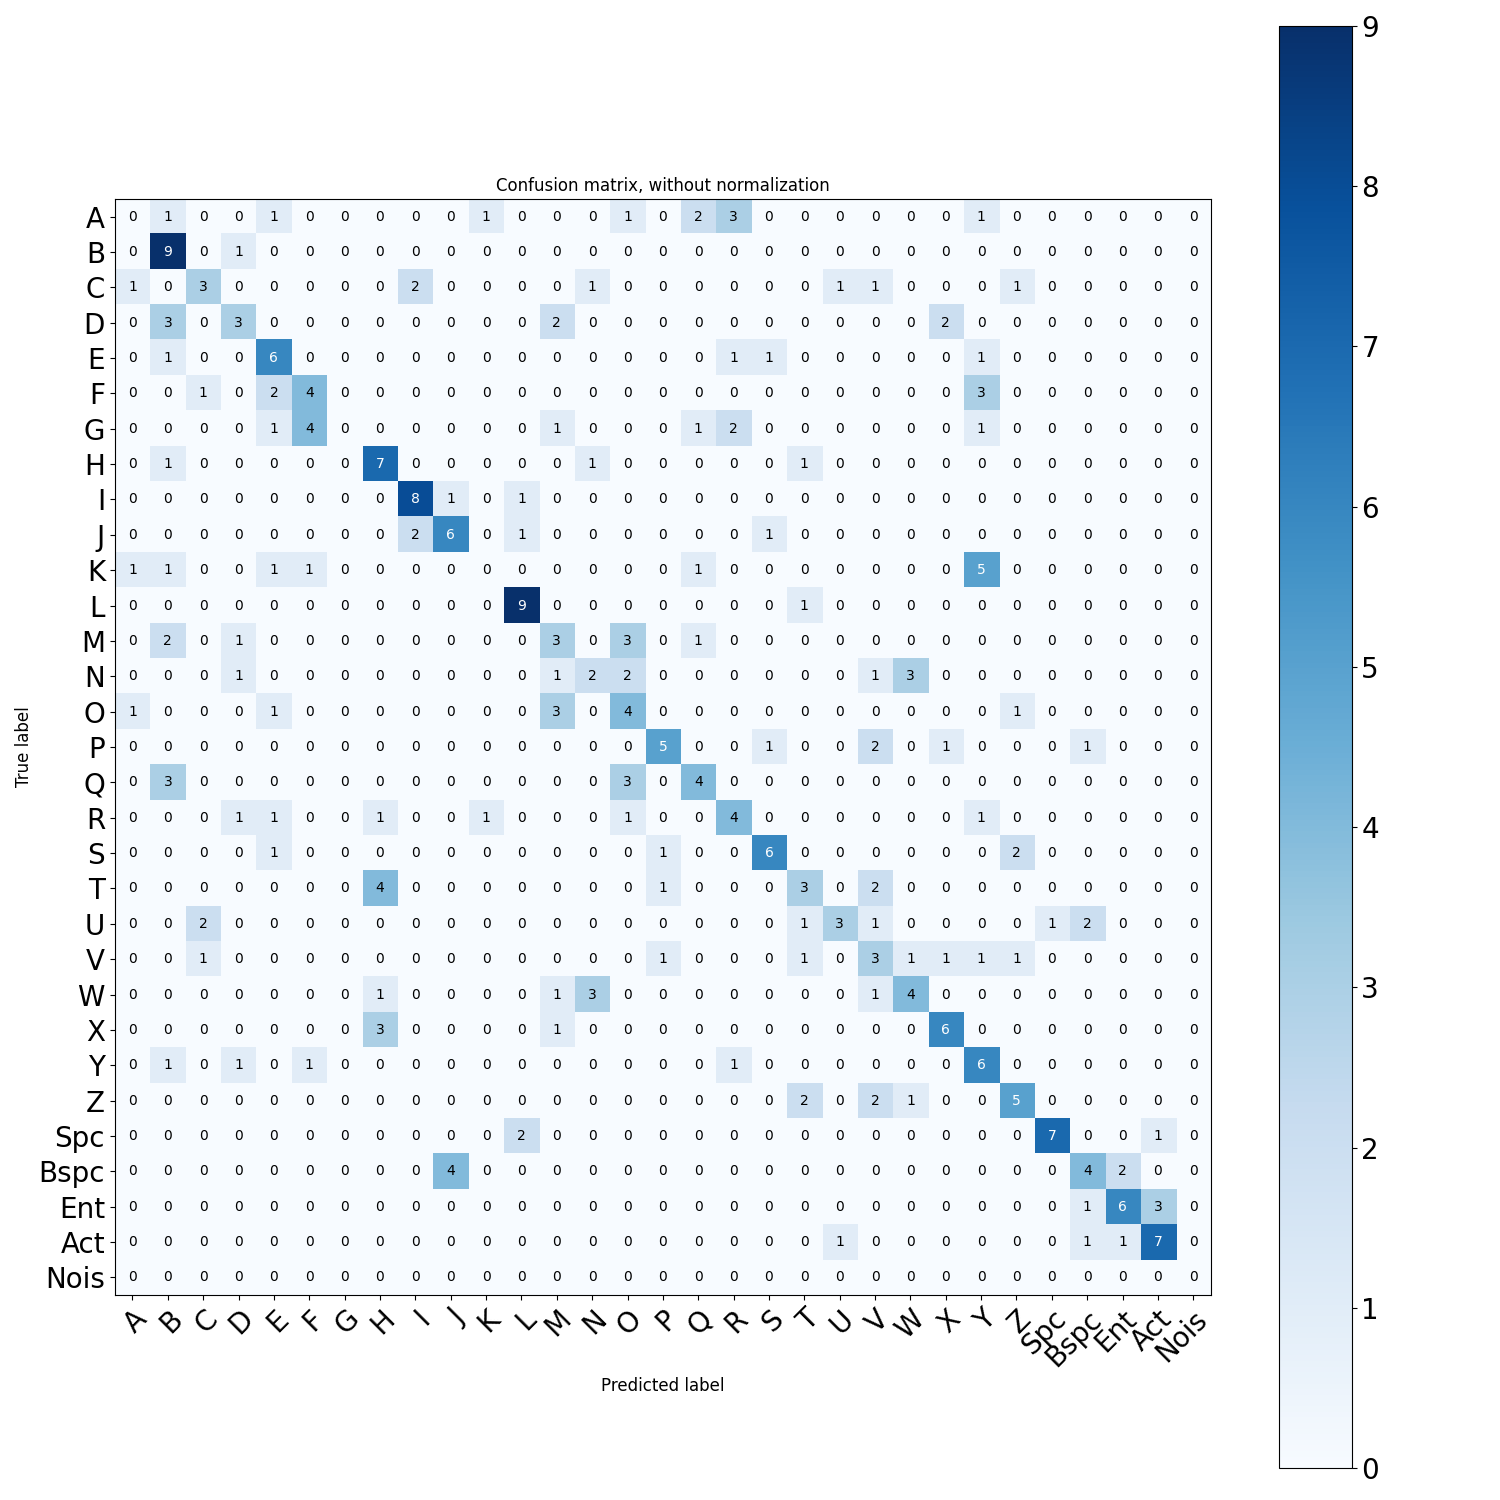 Confusion matrix, without normalization
A 0 1 0 0 1 0 0 0 0 0 1 0 0 0 1 0 2 3 0 0 0 0 0 0 1 0 0 0 0 0 0
B 0 9 0 1 0 0 0 0 0 0 0 0 0 0 0 0 0 0 0 0 0 0 0 0 0 0 0 0 0 0 0
C 1 0 3 0 0 0 0 0 2 0 0 0 0 1 0 0 0 0 0 0 1 1 0 0 0 1 0 0 0 0 0
D 0 3 0 3 0 0 0 0 0 0 0 0 2 0 0 0 0 0 0 0 0 0 0 2 0 0 0 0 0 0 0
E 0 1 0 0 6 0 0 0 0 0 0 0 0 0 0 0 0 1 1 0 0 0 0 0 1 0 0 0 0 0 0
F 0 0 1 0 2 4 0 0 0 0 0 0 0 0 0 0 0 0 0 0 0 0 0 0 3 0 0 0 0 0 0
G 0 0 0 0 1 4 0 0 0 0 0 0 1 0 0 0 1 2 0 0 0 0 0 0 1 0 0 0 0 0 0
H 0 1 0 0 0 0 0 7 0 0 0 0 0 1 0 0 0 0 0 1 0 0 0 0 0 0 0 0 0 0 0
I 0 0 0 0 0 0 0 0 8 1 0 1 0 0 0 0 0 0 0 0 0 0 0 0 0 0 0 0 0 0 0
J 0 0 0 0 0 0 0 0 2 6 0 1 0 0 0 0 0 0 1 0 0 0 0 0 0 0 0 0 0 0 0
K 1 1 0 0 1 1 0 0 0 0 0 0 0 0 0 0 1 0 0 0 0 0 0 0 5 0 0 0 0 0 0
L 0 0 0 0 0 0 0 0 0 0 0 9 0 0 0 0 0 0 0 1 0 0 0 0 0 0 0 0 0 0 0
M 0 2 0 1 0 0 0 0 0 0 0 0 3 0 3 0 1 0 0 0 0 0 0 0 0 0 0 0 0 0 0
N 0 0 0 1 0 0 0 0 0 0 0 0 1 2 2 0 0 0 0 0 0 1 3 0 0 0 0 0 0 0 0
O 1 0 0 0 1 0 0 0 0 0 0 0 3 0 4 0 0 0 0 0 0 0 0 0 0 1 0 0 0 0 0
P 0 0 0 0 0 0 0 0 0 0 0 0 0 0 0 5 0 0 1 0 0 2 0 1 0 0 0 1 0 0 0
Q 0 3 0 0 0 0 0 0 0 0 0 0 0 0 3 0 4 0 0 0 0 0 0 0 0 0 0 0 0 0 0
R 0 0 0 1 1 0 0 1 0 0 1 0 0 0 1 0 0 4 0 0 0 0 0 0 1 0 0 0 0 0 0
S 0 0 0 0 1 0 0 0 0 0 0 0 0 0 0 1 0 0 6 0 0 0 0 0 0 2 0 0 0 0 0
T 0 0 0 0 0 0 0 4 0 0 0 0 0 0 0 1 0 0 0 3 0 2 0 0 0 0 0 0 0 0 0
U 0 0 2 0 0 0 0 0 0 0 0 0 0 0 0 0 0 0 0 1 3 1 0 0 0 0 1 2 0 0 0
V 0 0 1 0 0 0 0 0 0 0 0 0 0 0 0 1 0 0 0 1 0 3 1 1 1 1 0 0 0 0 0
W 0 0 0 0 0 0 0 1 0 0 0 0 1 3 0 0 0 0 0 0 0 1 4 0 0 0 0 0 0 0 0
X 0 0 0 0 0 0 0 3 0 0 0 0 1 0 0 0 0 0 0 0 0 0 0 6 0 0 0 0 0 0 0
Y 0 1 0 1 0 1 0 0 0 0 0 0 0 0 0 0 0 1 0 0 0 0 0 0 6 0 0 0 0 0 0
Z 0 0 0 0 0 0 0 0 0 0 0 0 0 0 0 0 0 0 0 2 0 2 1 0 0 5 0 0 0 0 0
Spc 0 0 0 0 0 0 0 0 0 0 0 2 0 0 0 0 0 0 0 0 0 0 0 0 0 0 7 0 0 1 0
Bspc 0 0 0 0 0 0 0 0 0 4 0 0 0 0 0 0 0 0 0 0 0 0 0 0 0 0 0 4 2 0 0
Ent 0 0 0 0 0 0 0 0 0 0 0 0 0 0 0 0 0 0 0 0 0 0 0 0 0 0 0 1 6 3 0
Act 0 0 0 0 0 0 0 0 0 0 0 0 0 0 0 0 0 0 0 0 1 0 0 0 0 0 0 1 1 7 0
Nois 0 0 0 0 0 0 0 0 0 0 0 0 0 0 0 0 0 0 0 0 0 0 0 0 0 0 0 0 0 0 0
A B C D E F G H I J K L M N O P Q R S T U V W X Y Z Spc Bspc Ent Act Nois
Predicted label
True label
9
8
7
6
5
4
3
2
1
0